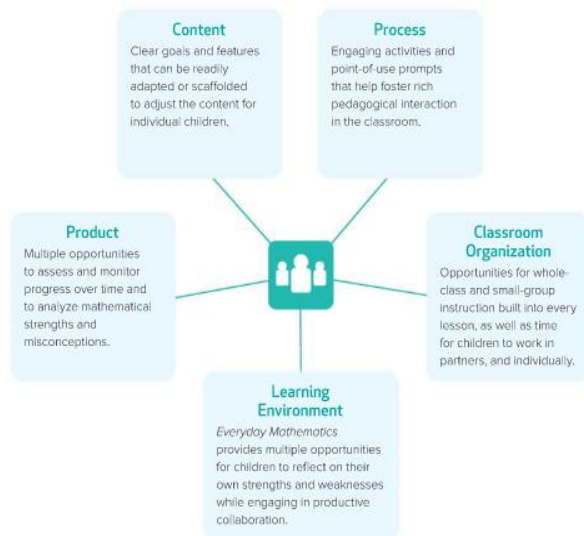 Content
Clear goals and features
that can be readily
adapted or scaffolded
to adjust the content for
individual children.
Process
Engaging activities and
point-of-use prompts
that help foster rich
pedagogical interaction
in the classroom.
Product
Multiple opportunities
to assess and monitor
progress over time and
to analyze mathematical
strengths and
misconceptions.
Classroom
Organization
Opportunities for whole-
class and small-group
instruction built into every
lesson, as well as time
for children to work in
partners, and individually.
Learning
Environment
Everyday Mathematics
provides multiple opportunities
for children to reflect on their
own strengths and weaknesses
while engaging in productive
collaboration.